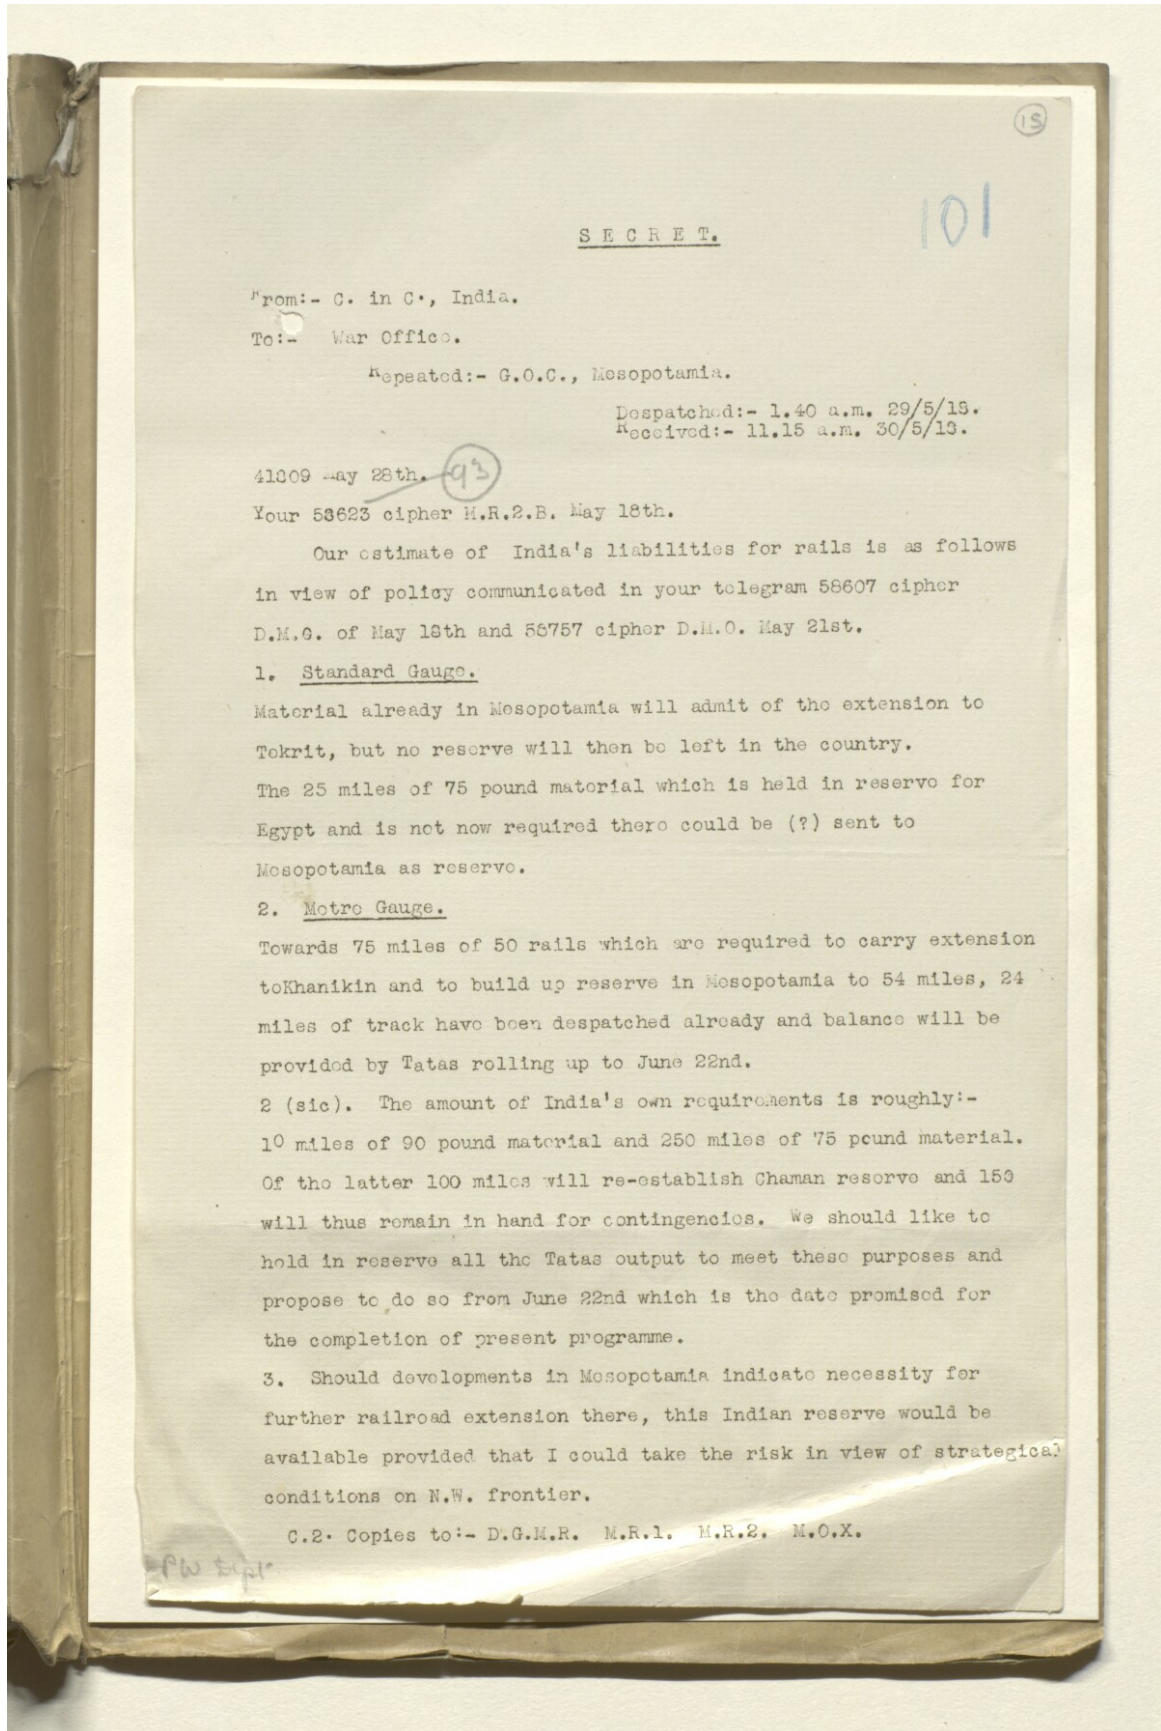 15
101
SECRET.
From:- C. in C., India.
To:- War Office.
Repeated:- G.O.C., Mesopotamia.
Despatched:- 1.40 a.m. 29/5/18.
Received:- 11.15 a.m. 30/5/18.
41809 May 28th. 93
Your 58623 cipher M.R.2.B. May 18th.
Our estimate of India's liabilities for rails is as follows
in view of policy communicated in your telegram 58607 cipher
D.M.G. of May 18th and 58757 cipher D.M.O. May 21st.
1. Standard Gauge.
Material already in Mesopotamia will admit of the extension to
Tekrit, but no reserve will then be left in the country.
The 25 miles of 75 pound material which is held in reserve for
Egypt and is not now required there could be (?) sent to
Mesopotamia as reserve.
2. Metre Gauge.
Towards 75 miles of 50 rails which are required to carry extension
toKhanikin and to build up reserve in Mesopotamia to 54 miles, 24
miles of track have been despatched already and balance will be
provided by Tatas rolling up to June 22nd.
2 (sic). The amount of India's own requirements is roughly:-
10 miles of 90 pound material and 250 miles of 75 pound material.
Of the latter 100 miles will re-establish Chaman reserve and 150
will thus remain in hand for contingencies. We should like to
hold in reserve all the Tatas output to meet these purposes and
propose to do so from June 22nd which is the date promised for
the completion of present programme.
3. Should developments in Mesopotamia indicate necessity for
further railroad extension there, this Indian reserve would be
available provided that I could take the risk in view of strategical
conditions on N.W. frontier.
C.2. Copies to:- D.G.M.R. M.R.1. M.R.2. M.O.X.
PW Dept